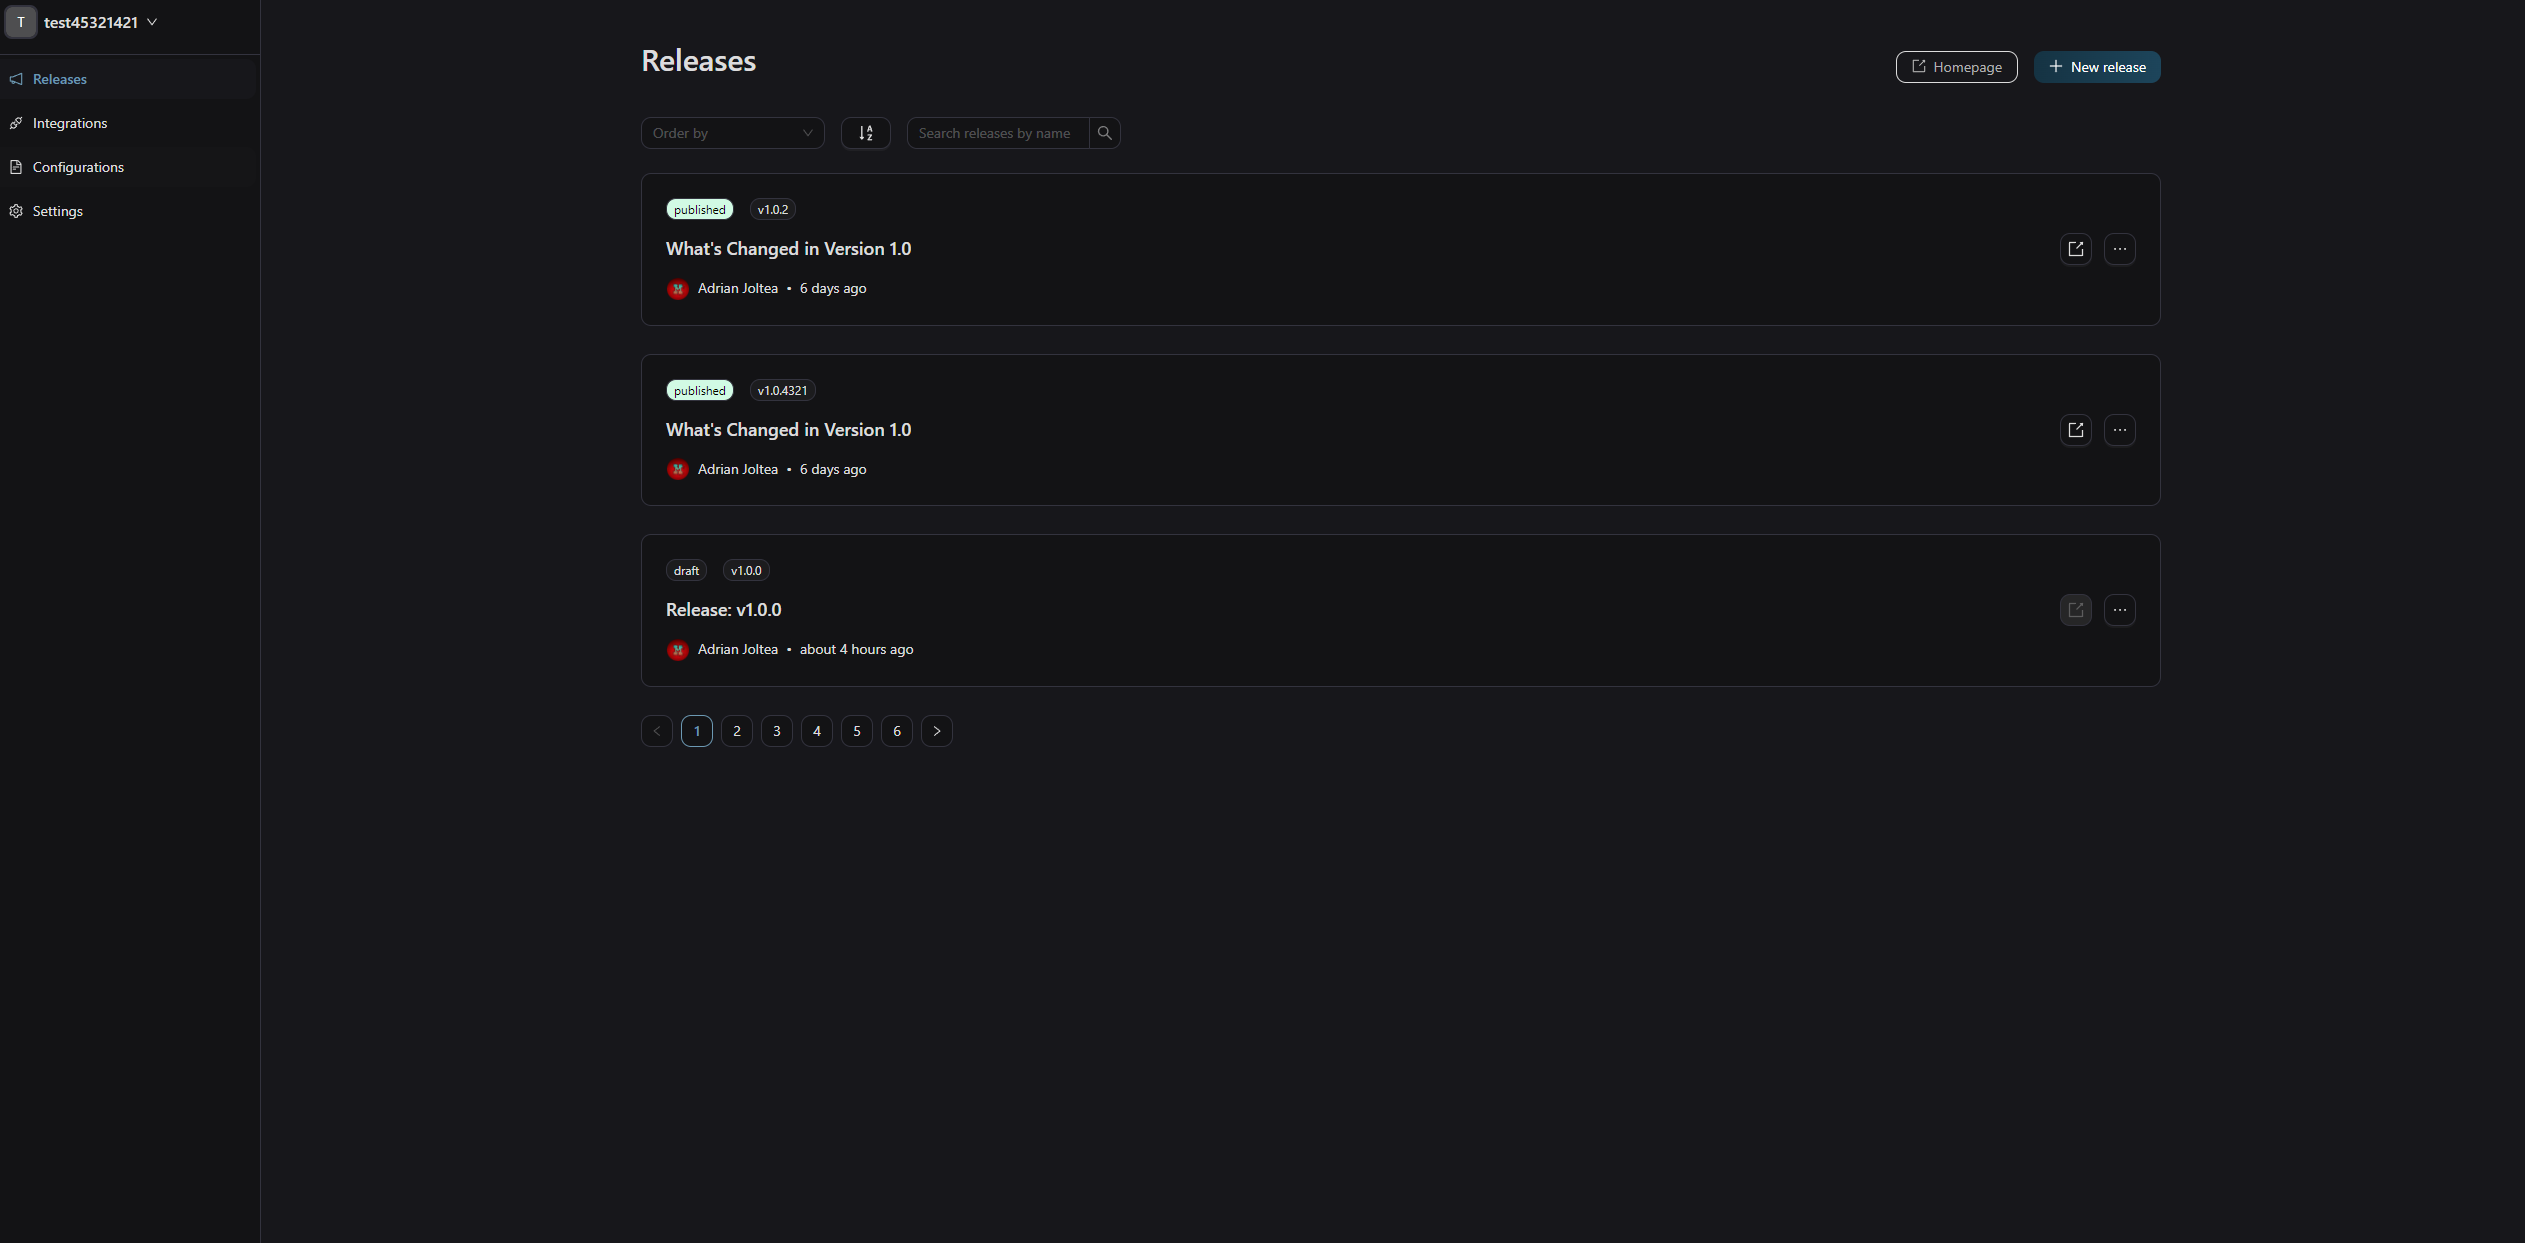 T test45321421
Releases
Integrations
Configurations
Settings
Releases
Homepage
New release
Order by
Search releases by name
published v1.0.2
What's Changed in Version 1.0
Adrian Joltea • 6 days ago
published v1.0.4321
What's Changed in Version 1.0
Adrian Joltea • 6 days ago
draft v1.0.0
Release: v1.0.0
Adrian Joltea • about 4 hours ago
1 2 3 4 5 6